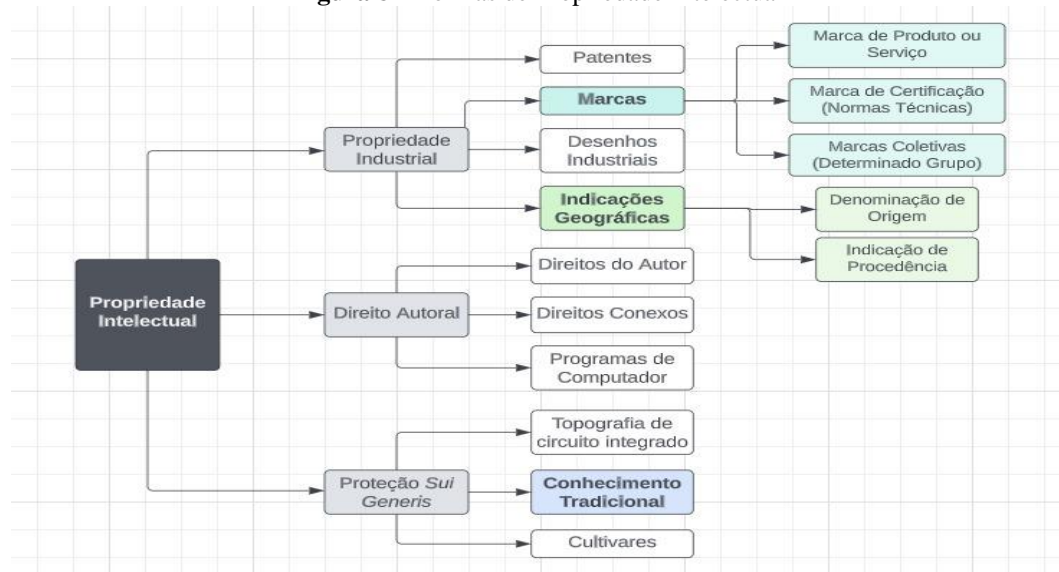 Patentes
Marca de Produto ou
Serviço
Marcas
Marca de Certificação
(Normas Técnicas)
Propriedade
Industrial
Desenhos
Industriais
Marcas Coletivas
(Determinado Grupo)
Indicações
Geográficas
Denominação de
Origem
Indicação de
Procedência
Propriedade
Intelectual
Direito Autoral
Direitos do Autor
Direitos Conexos
Programas de
Computador
Proteção Sui
Generis
Topografia de
circuito integrado
Conhecimento
Tradicional
Cultivares